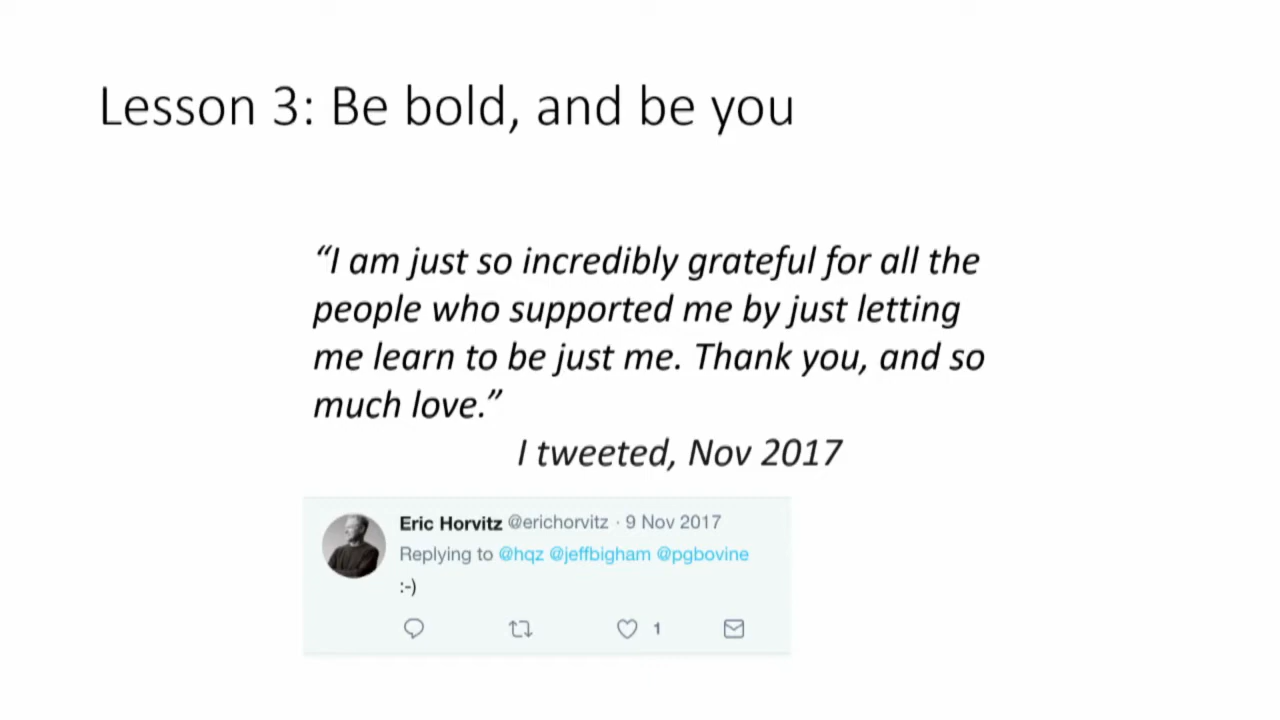 Lesson 3: Be bold, and be you
“I am just so incredibly grateful for all the
people who supported me by just letting
me learn to be just me. Thank you, and so
much love.”
I tweeted, Nov 2017
Eric Horvitz @erichorvitz · 9 Nov 2017
Replying to @hqz @jeffbigham @pgbovine
:-)
1